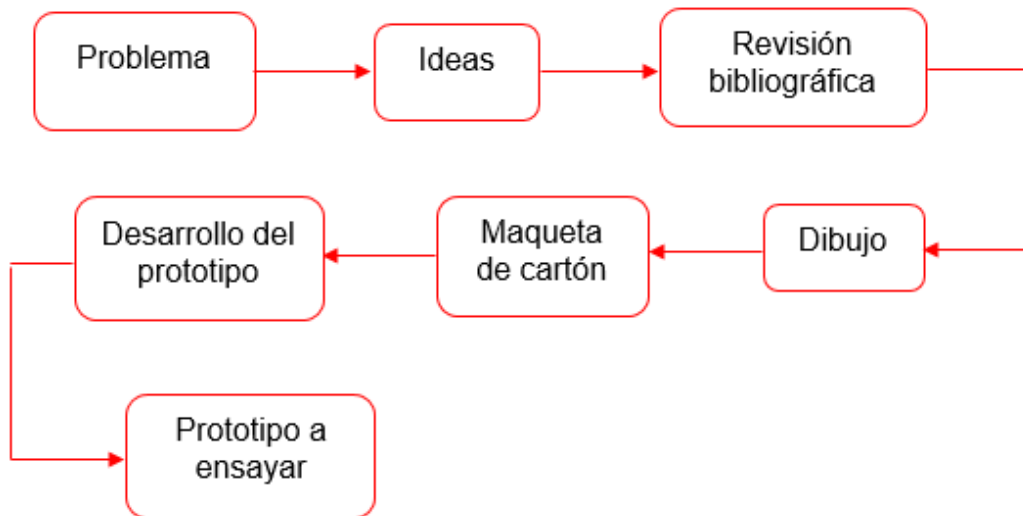 Problema
Ideas
Revisión
bibliográfica
Dibujo
Maqueta
de cartón
Desarrollo del
prototipo
Prototipo a
ensayar